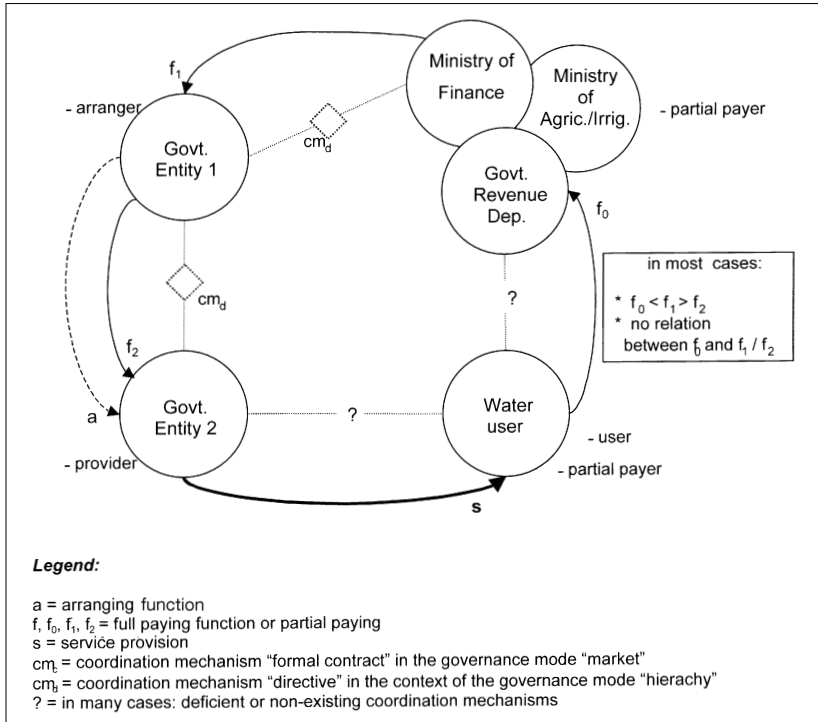 f₁
Ministry of
Finance
Ministry
of
Agric./Irrig.
- partial payer
- arranger
Govt.
Entity 1
cm_d
Govt.
Revenue
Dep.
f₀
in most cases:
* f₀ < f₁ > f₂
* no relation
between f₀ and f₁ / f₂
?
cm_d
f₂
a
Govt.
Entity 2
?
Water
user
- user
- provider
- partial payer
s
Legend:
a = arranging function
f, f₀, f₁, f₂ = full paying function or partial paying
s = service provision
cm_c = coordination mechanism “formal contract” in the governance mode “market”
cm_d = coordination mechanism “directive” in the context of the governance mode “hierachy”
? = in many cases: deficient or non-existing coordination mechanisms